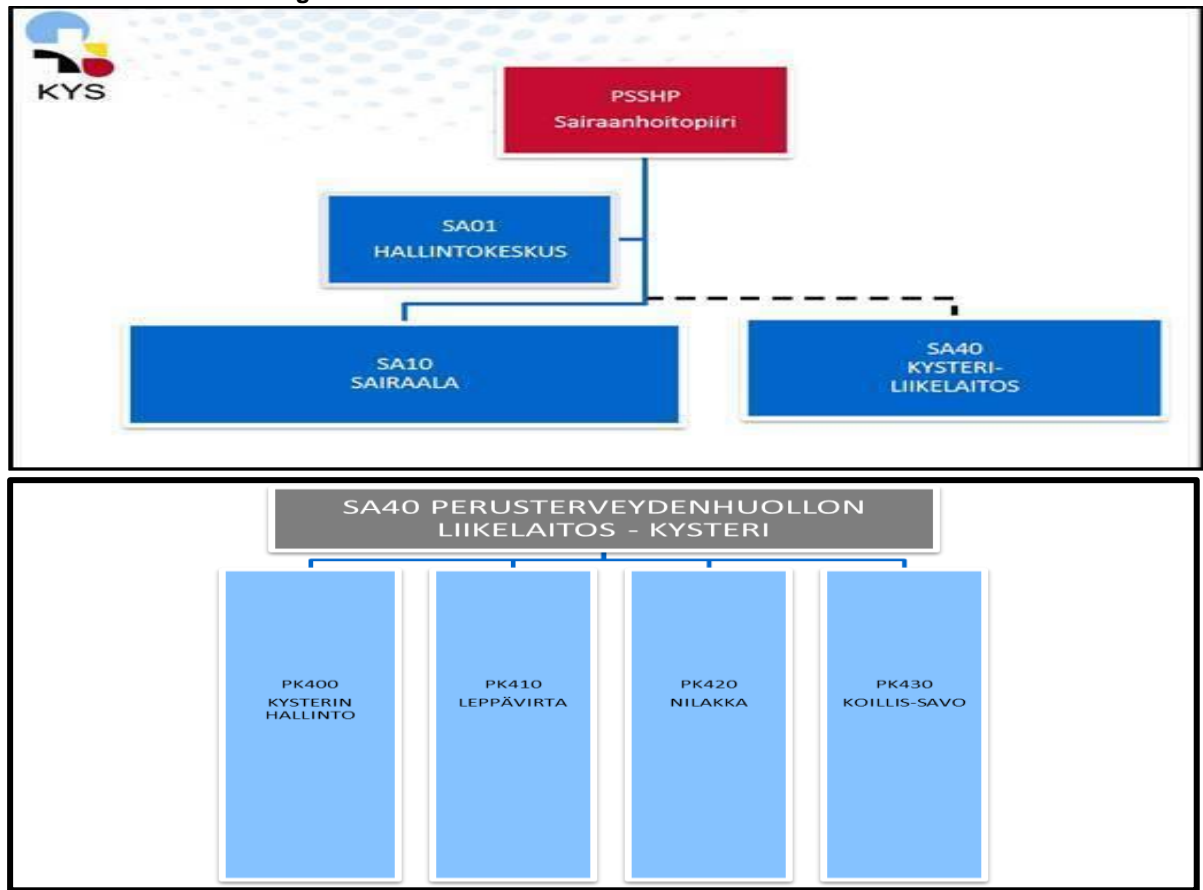 KYS
PSSHP
Sairaanhoitopiiri
SA01
HALLINTOKESKUS
SA10
SAIRAALA
SA40
KYSTERI-
LIIKELAITOS
SA40 PERUSTERVEYDENHUOLLON
LIIKELAITOS - KYSTERI
PK400
KYSTERIN
HALLINTO
PK410
LEPPÄVIRTA
PK420
NILAKKA
PK430
KOILLIS-SAVO